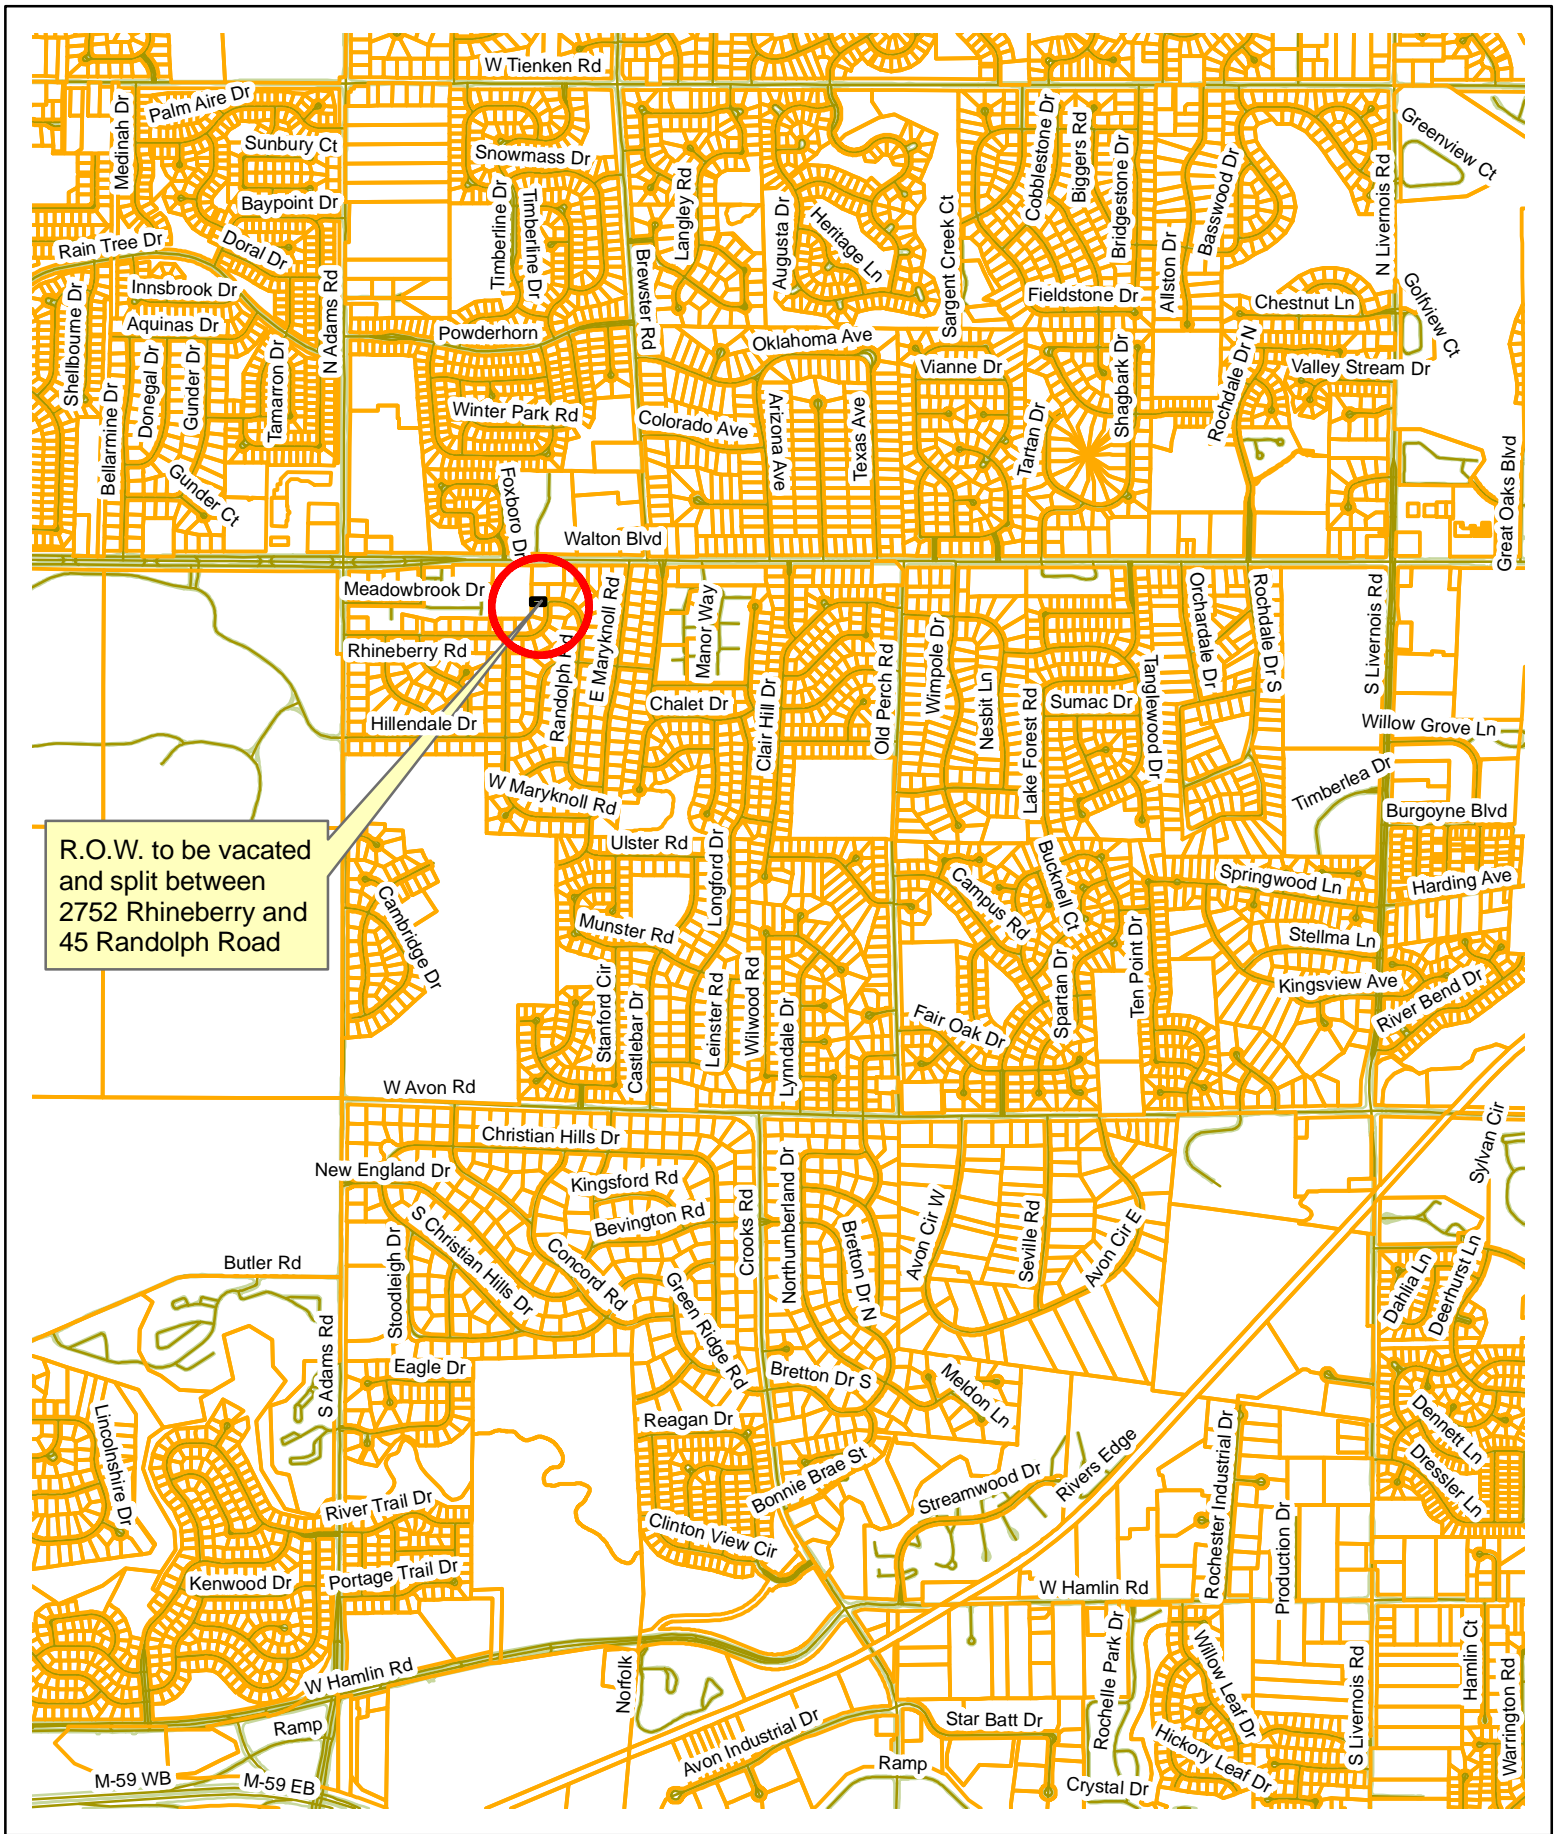 W Tienken Rd
Medinah Dr
Palm Aire Dr
Sunbury Ct
Snowmass Dr
Baypoint Dr
Rain Tree Dr
Doral Dr
Innsbrook Dr
Aquinas Dr
Shellbourne Dr
Bellarmine Dr
Donegal Dr
Gunder Dr
Tamarron Dr
Gunder Ct
N Adams Rd
Timberline Dr
Timberline Dr
Powderhorn
Winter Park Rd
Foxboro Dr
Brewster Rd
Langley Rd
Augusta Dr
Heritage Ln
Sargent Creek Ct
Cobblestone Dr
Biggers Rd
Bridgestone Dr
Allston Dr
Basswood Dr
N Livernois Rd
Greenview Ct
Golfview Ct
Fieldstone Dr
Chestnut Ln
Oklahoma Ave
Vianne Dr
Shagbark Dr
Rochdale Dr N
Valley Stream Dr
Colorado Ave
Arizona Ave
Texas Ave
Tartan Dr
Great Oaks Blvd
Walton Blvd
Meadowbrook Dr
Rhineberry Rd
Hillendale Dr
Randolph Rd
E Maryknoll Rd
W Maryknoll Rd
Manor Way
Chalet Dr
Clair Hill Dr
Old Perch Rd
Wimpole Dr
Nesbit Ln
Lake Forest Rd
Sumac Dr
Tanglewood Dr
Orchardale Dr
Rochdale Dr S
S Livernois Rd
Willow Grove Ln
Timberlea Dr
Burgoyne Blvd
R.O.W. to be vacated
and split between
2752 Rhineberry and
45 Randolph Road
Ulster Rd
Longford Dr
Cambridge Dr
Munster Rd
Stanford Cir
Castlebar Dr
Leinster Rd
Wilwood Rd
Lynndale Dr
Campus Rd
Bucknell Ct
Fair Oak Dr
Spartan Dr
Ten Point Dr
Springwood Ln
Harding Ave
Stellma Ln
Kingsview Ave
River Bend Dr
W Avon Rd
Christian Hills Dr
New England Dr
Kingsford Rd
Bevington Rd
S Christian Hills Dr
Concord Rd
Stoodleigh Dr
Green Ridge Rd
Crooks Rd
Northumberland Dr
Bretton Dr N
Avon Cir W
Seville Rd
Avon Cir E
Sylvan Cir
Dahlia Ln
Deerhurst Ln
Butler Rd
S Adams Rd
Eagle Dr
Bretton Dr S
Meldon Ln
Reagan Dr
Bonnie Brae St
Lincolnshire Dr
River Trail Dr
Clinton View Cir
Streamwood Dr
Rivers Edge
Rochester Industrial Dr
Production Dr
Dennett Ln
Dressler Ln
Kenwood Dr
Portage Trail Dr
W Hamlin Rd
W Hamlin Rd
Norfolk
Rochelle Park Dr
Willow Leaf Dr
S Livernois Rd
Hamlin Ct
Warrington Rd
Ramp
Avon Industrial Dr
Star Batt Dr
Hickory Leaf Dr
M-59 WB
M-59 EB
Ramp
Crystal Dr